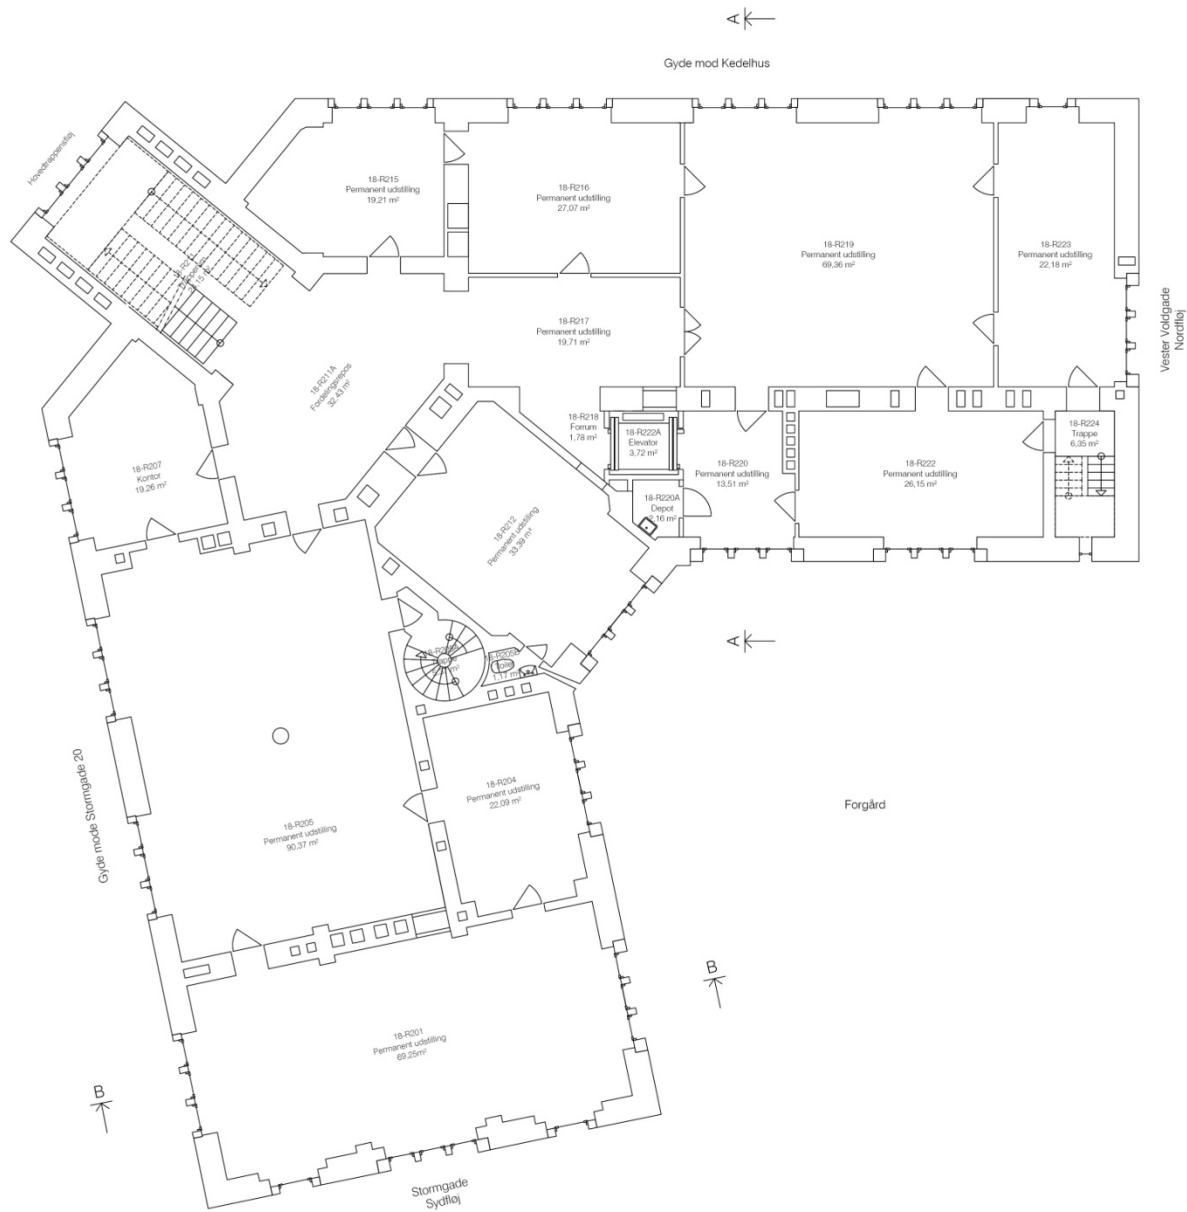 A
Gyde mod Kedelhus
Hovedtrappensfløj
18-R215
Permanent udstilling
19,21 m²
18-R216
Permanent udstilling
27,07 m²
18-R219
Permanent udstilling
69,36 m²
18-R223
Permanent udstilling
22,18 m²
Vester Voldgade
Nordfløj
18-R217
Permanent udstilling
19,71 m²
18-R211A
Fordelingsrepos
32,43 m²
18-R218
Forrum
1,78 m²
18-R222A
Elevator
3,72 m²
18-R220
Permanent udstilling
13,51 m²
18-R222
Permanent udstilling
26,15 m²
18-R224
Trappe
6,35 m²
18-R207
Kontor
19,26 m²
18-R220A
Depot
2,16 m²
18-R212
Permanent udstilling
33,39 m²
A
18-R205B
Toilet
1,17 m²
Gyde mode Stormgade 20
18-R204
Permanent udstilling
22,09 m²
Forgård
18-R205
Permanent udstilling
90,37 m²
B
18-R201
Permanent udstilling
69,25m²
B
Stormgade
Sydfløj